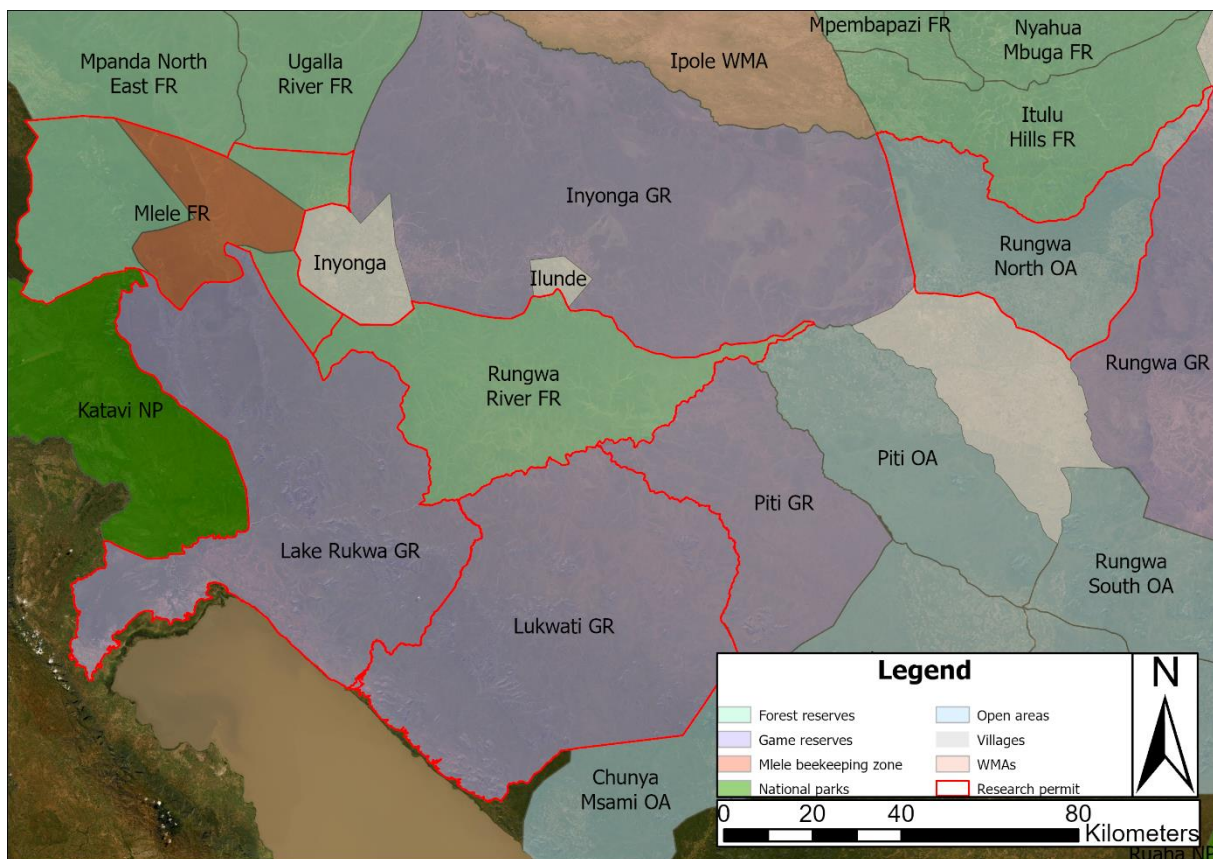 Mpanda North
East FR
Ugalla
River FR
Ipole WMA
Mpembapazi FR
Nyahua
Mbuga FR
Itulu
Hills FR
Mlele FR
Inyonga GR
Inyonga
Ilunde
Rungwa
North OA
Rungwa GR
Katavi NP
Rungwa
River FR
Piti OA
Piti GR
Lake Rukwa GR
Rungwa
South OA
Lukwati GR
Chunya
Msami OA
Legend
Forest reserves
Game reserves
Mlele beekeeping zone
National parks
Open areas
Villages
WMAs
Research permit
N
0 20 40 80
Kilometers
Ruaha NP